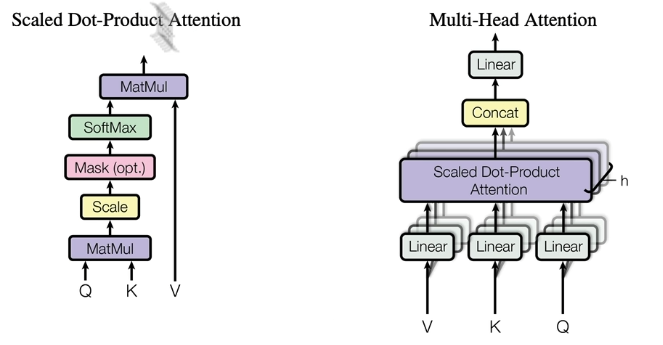 Scaled Dot-Product Attention
MatMul
SoftMax
Mask (opt.)
Scale
MatMul
Q K V
Multi-Head Attention
Linear
Concat
Scaled Dot-Product
Attention
h
Linear Linear Linear
V K Q